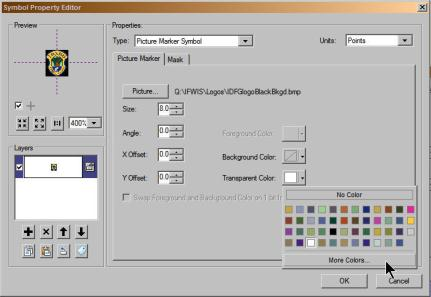 Symbol Property Editor
Preview
400%
Layers
Properties:
Type: Picture Marker Symbol
Units: Points
Picture Marker
Mask
Picture...
Q:\IFWIS\Logos\IDFGlogoBlackBkgd.bmp
Size: 8.0
Angle: 0.0
Foreground Color:
X Offset: 0.0
Background Color:
Y Offset: 0.0
Transparent Color:
Swap Foreground and Background Color on 1 bit
No Color
More Colors...
OK
Cancel